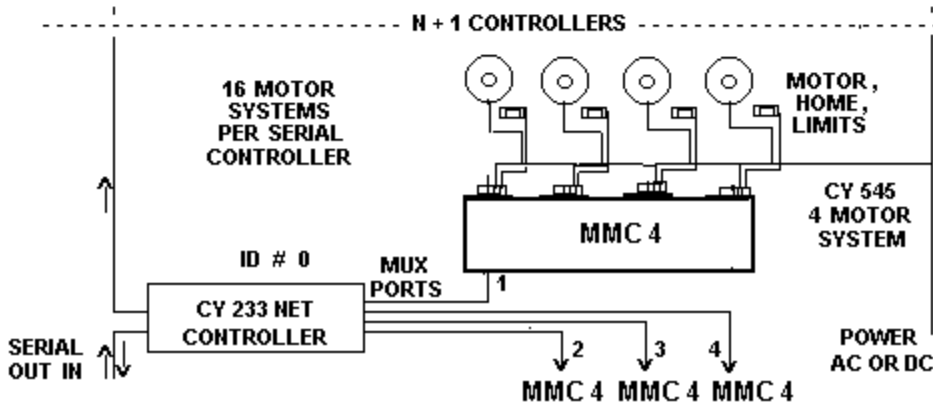 N + 1 CONTROLLERS
16 MOTOR
SYSTEMS
PER SERIAL
CONTROLLER
MOTOR ,
HOME ,
LIMITS
CY 545
4 MOTOR
SYSTEM
MMC 4
ID # 0
MUX
PORTS
1
CY 233 NET
CONTROLLER
SERIAL
OUT IN
2
3
4
MMC 4
MMC 4
MMC 4
POWER
AC OR DC